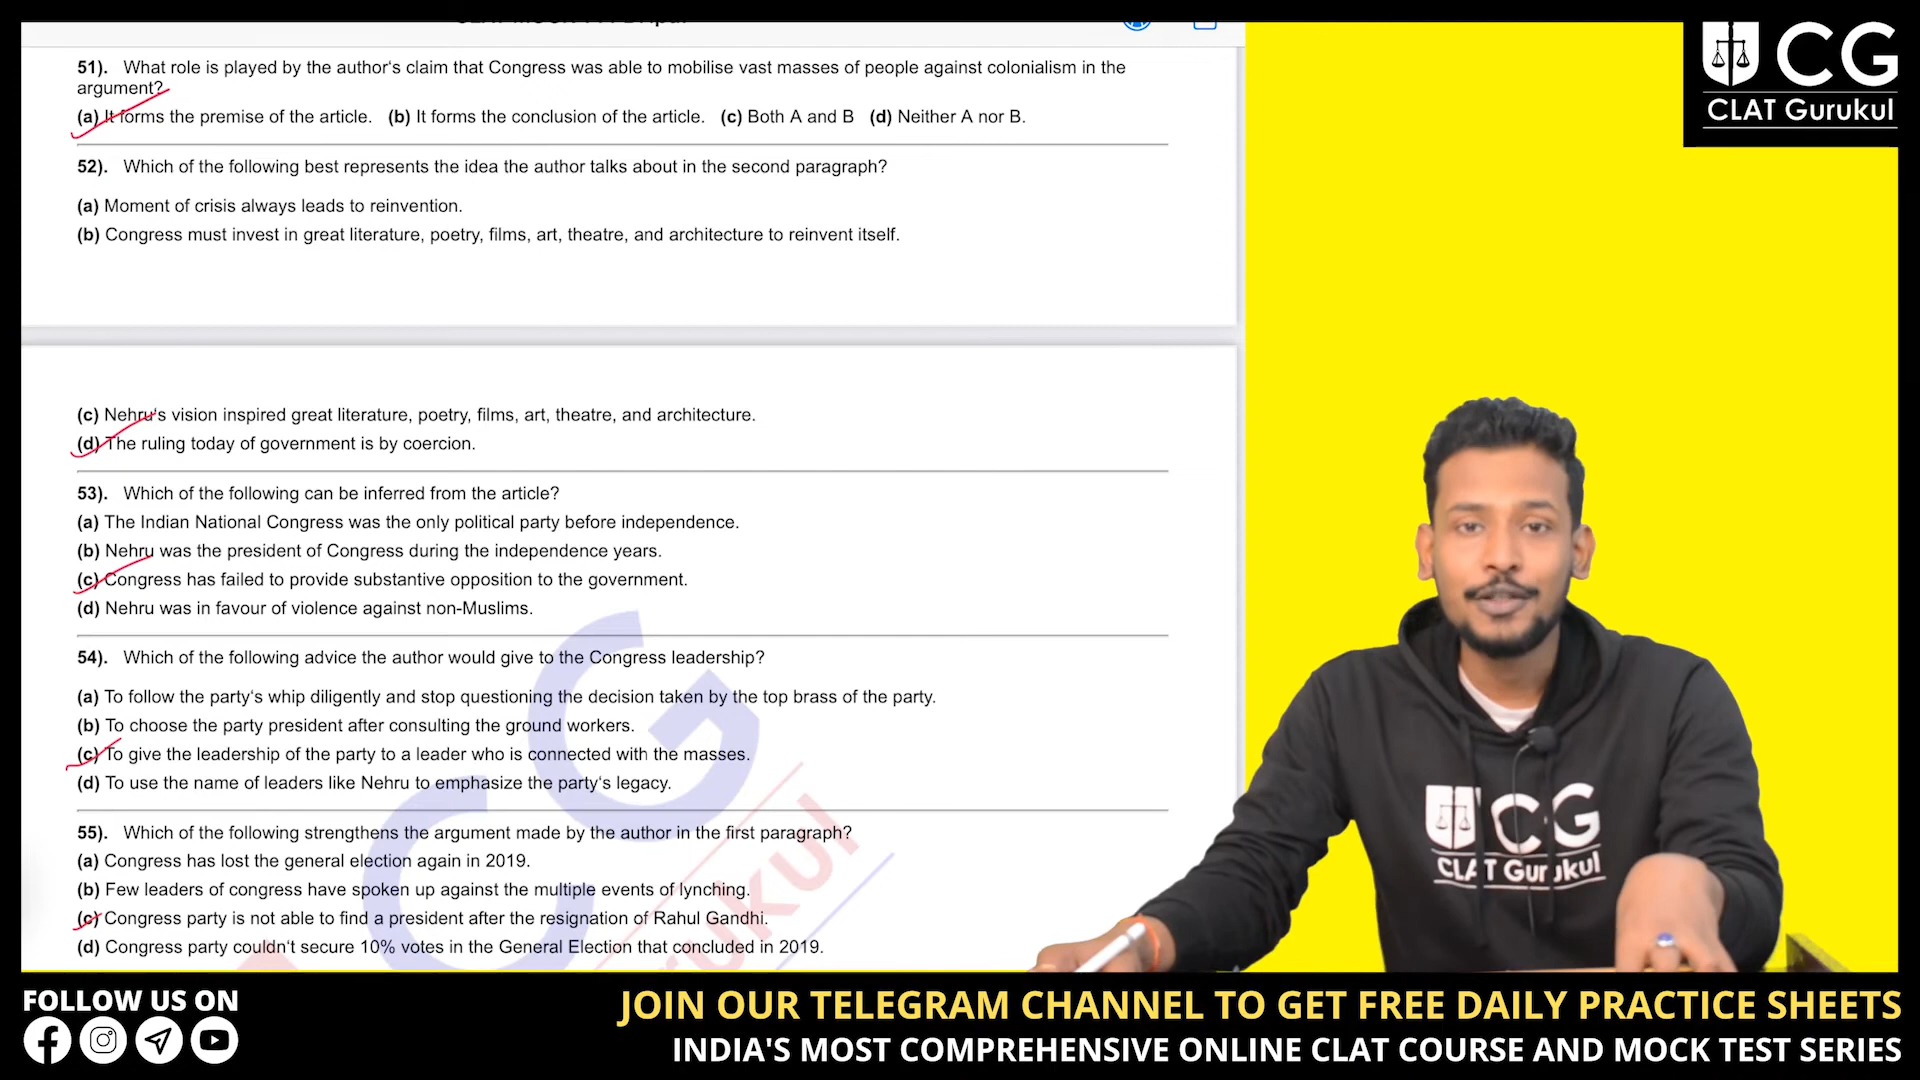 51). What role is played by the author's claim that Congress was able to mobilise vast masses of people against colonialism in the
argument?
(a) It forms the premise of the article. (b) It forms the conclusion of the article. (c) Both A and B (d) Neither A nor B.
52). Which of the following best represents the idea the author talks about in the second paragraph?
(a) Moment of crisis always leads to reinvention.
(b) Congress must invest in great literature, poetry, films, art, theatre, and architecture to reinvent itself.
(c) Nehru's vision inspired great literature, poetry, films, art, theatre, and architecture.
(d) The ruling today of government is by coercion.
53). Which of the following can be inferred from the article?
(a) The Indian National Congress was the only political party before independence.
(b) Nehru was the president of Congress during the independence years.
(c) Congress has failed to provide substantive opposition to the government.
(d) Nehru was in favour of violence against non-Muslims.
54). Which of the following advice the author would give to the Congress leadership?
(a) To follow the party's whip diligently and stop questioning the decision taken by the top brass of the party.
(b) To choose the party president after consulting the ground workers.
(c) To give the leadership of the party to a leader who is connected with the masses.
(d) To use the name of leaders like Nehru to emphasize the party's legacy.
55). Which of the following strengthens the argument made by the author in the first paragraph?
(a) Congress has lost the general election again in 2019.
(b) Few leaders of congress have spoken up against the multiple events of lynching.
(c) Congress party is not able to find a president after the resignation of Rahul Gandhi.
(d) Congress party couldn't secure 10% votes in the General Election that concluded in 2019.
CG
UKUL
CG
CLAT Gurukul
CG
CLAT Gurukul
FOLLOW US ON
JOIN OUR TELEGRAM CHANNEL TO GET FREE DAILY PRACTICE SHEETS
INDIA'S MOST COMPREHENSIVE ONLINE CLAT COURSE AND MOCK TEST SERIES